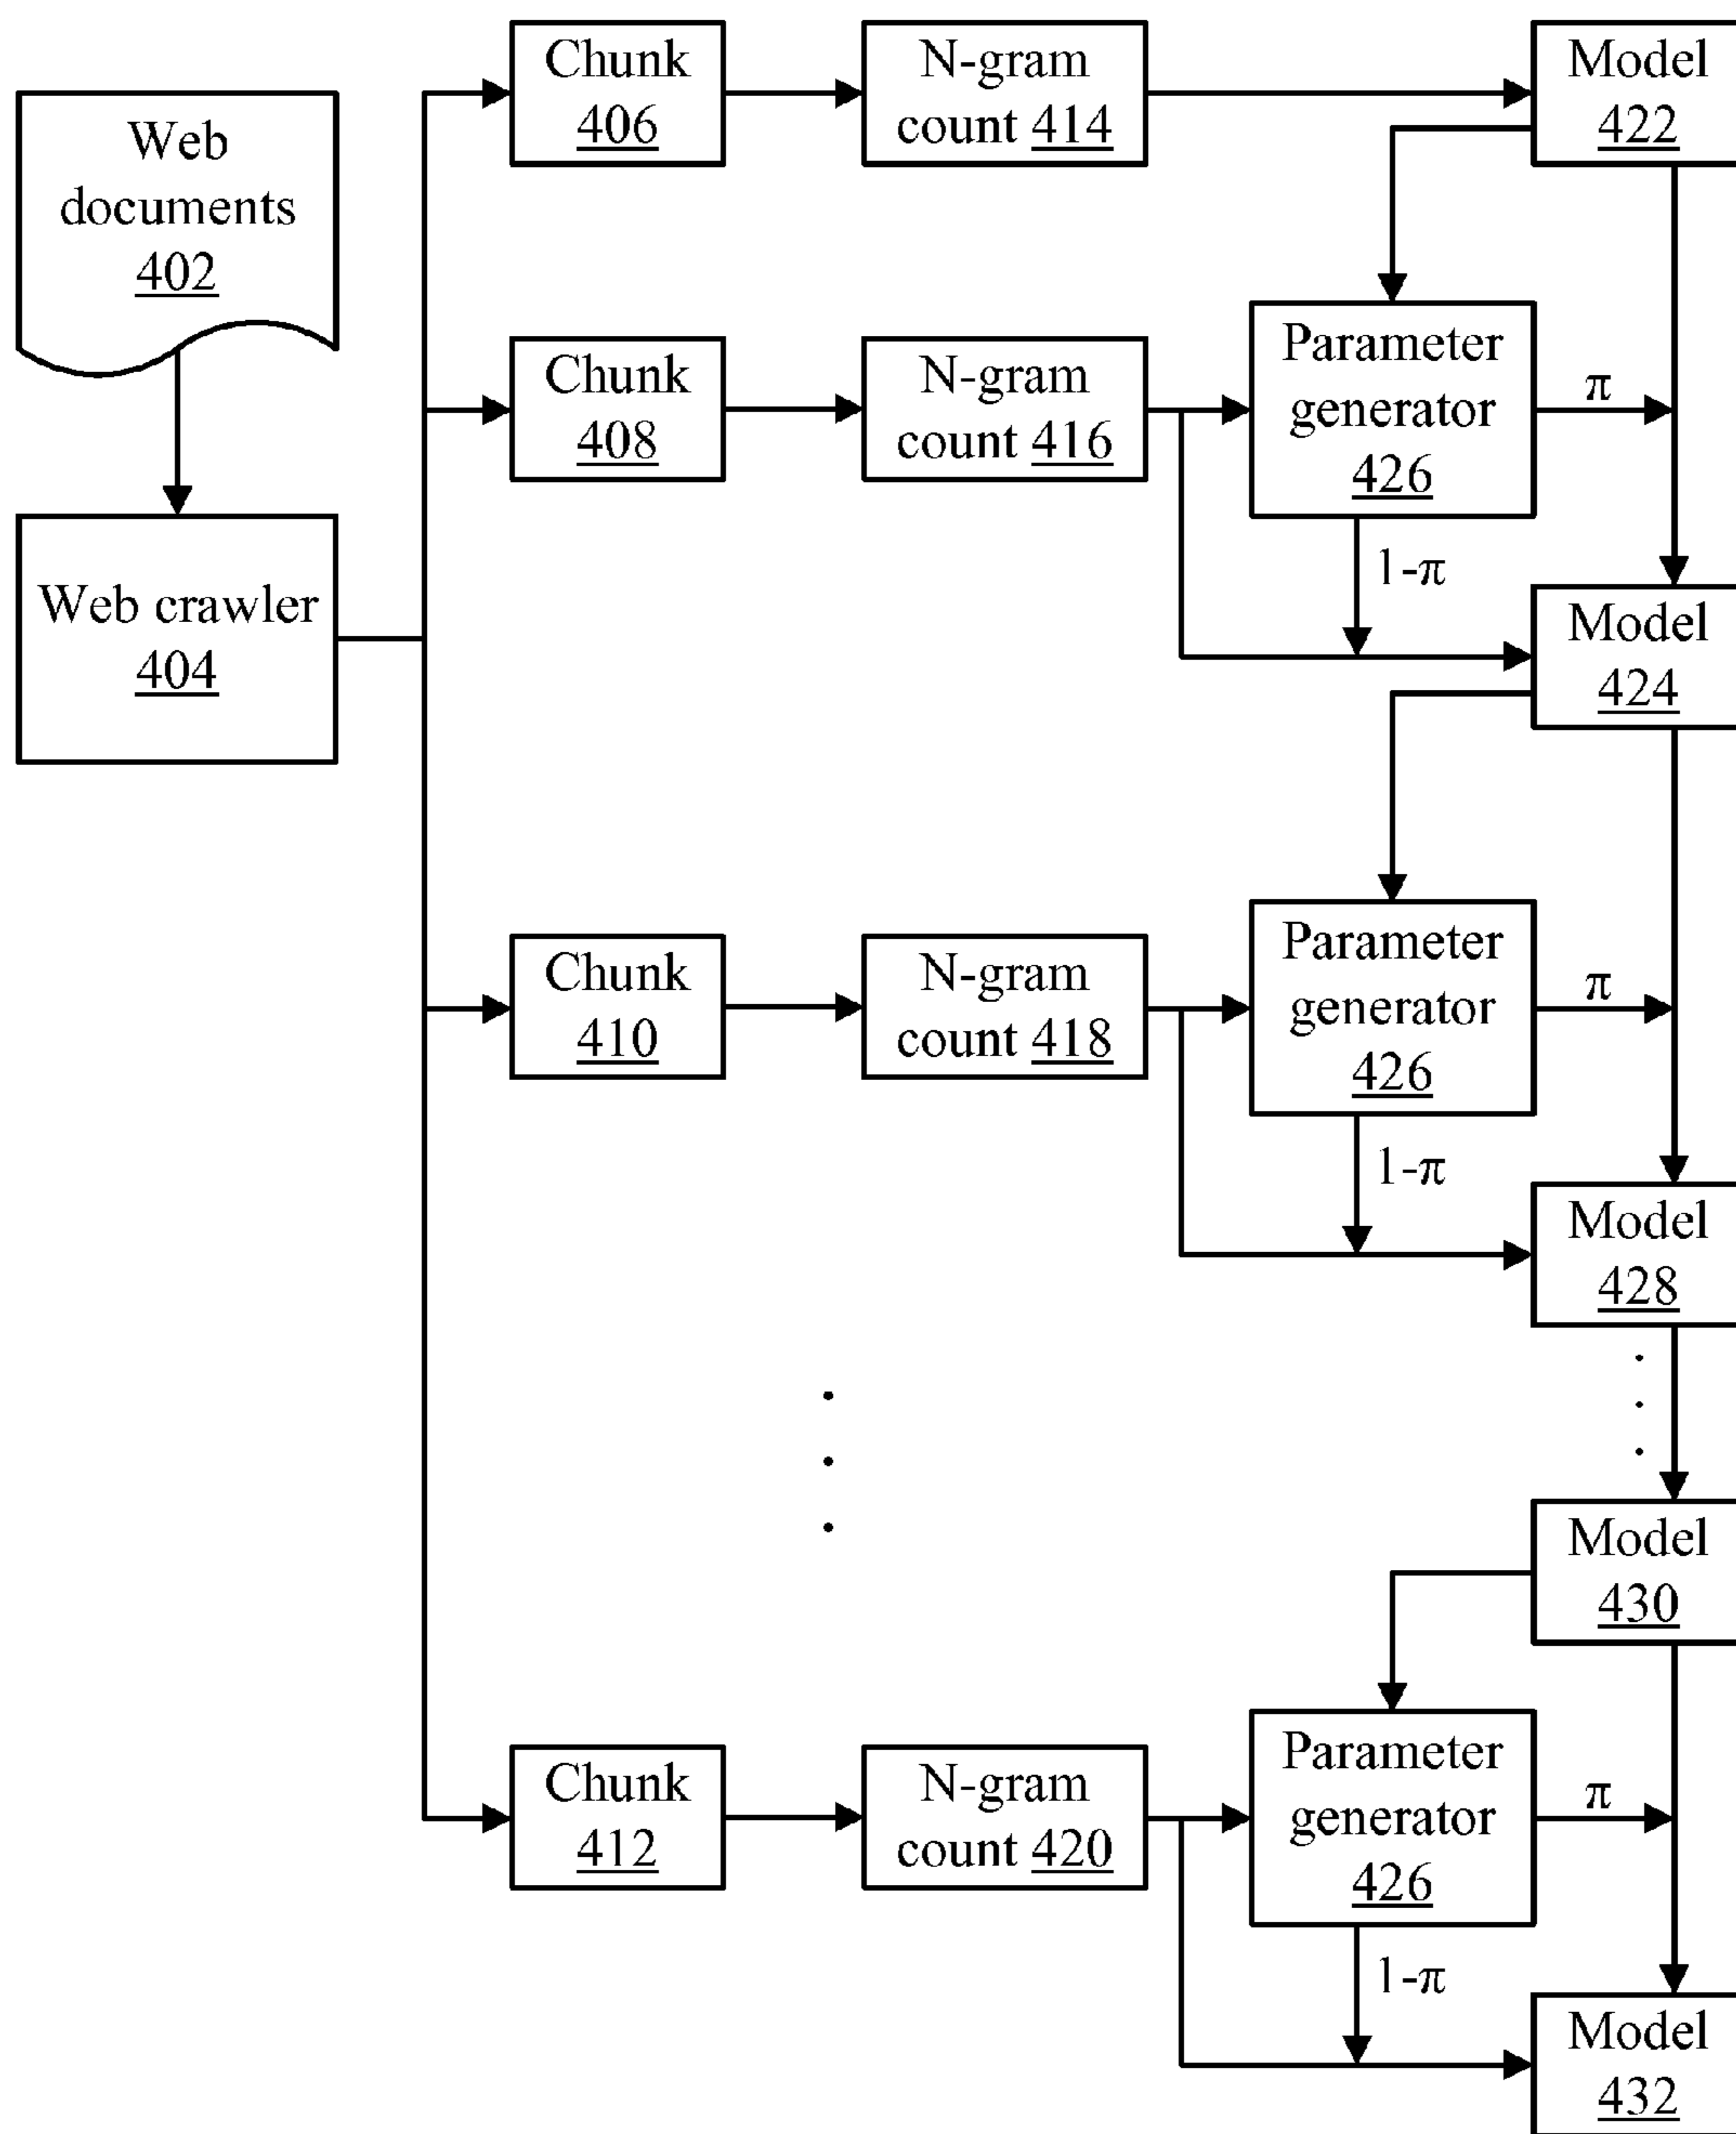 Web
documents
402
Web crawler
404
Chunk
406
N-gram
count 414
Model
422
Chunk
408
N-gram
count 416
Parameter
generator
426
π
1-π
Model
424
Chunk
410
N-gram
count 418
Parameter
generator
426
π
1-π
Model
428
Model
430
Chunk
412
N-gram
count 420
Parameter
generator
426
π
1-π
Model
432